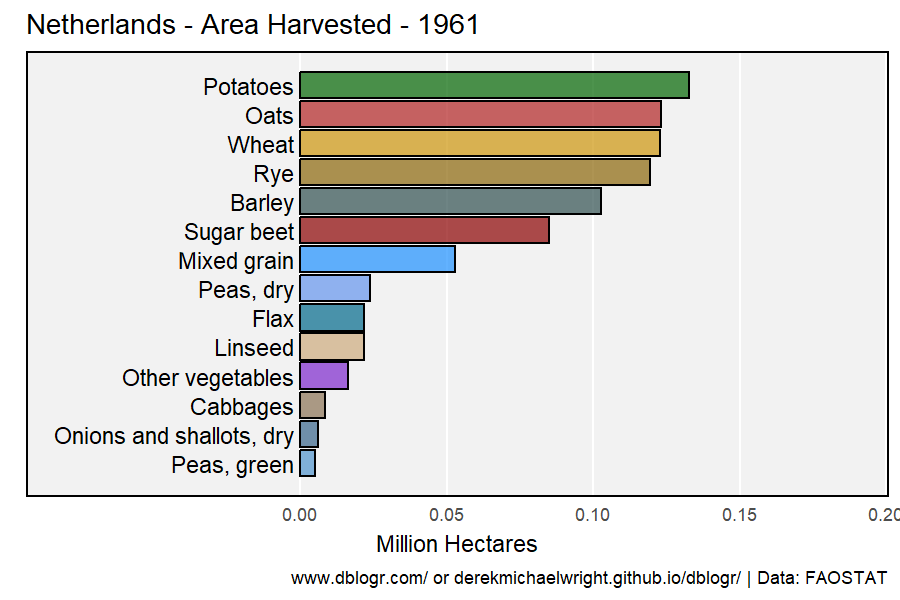 Netherlands - Area Harvested - 1961
Potatoes
Oats
Wheat
Rye
Barley
Sugar beet
Mixed grain
Peas, dry
Flax
Linseed
Other vegetables
Cabbages
Onions and shallots, dry
Peas, green
0.00 0.05 0.10 0.15 0.20
Million Hectares
www.dblogr.com/ or derekmichaelwright.github.io/dblogr/ | Data: FAOSTAT